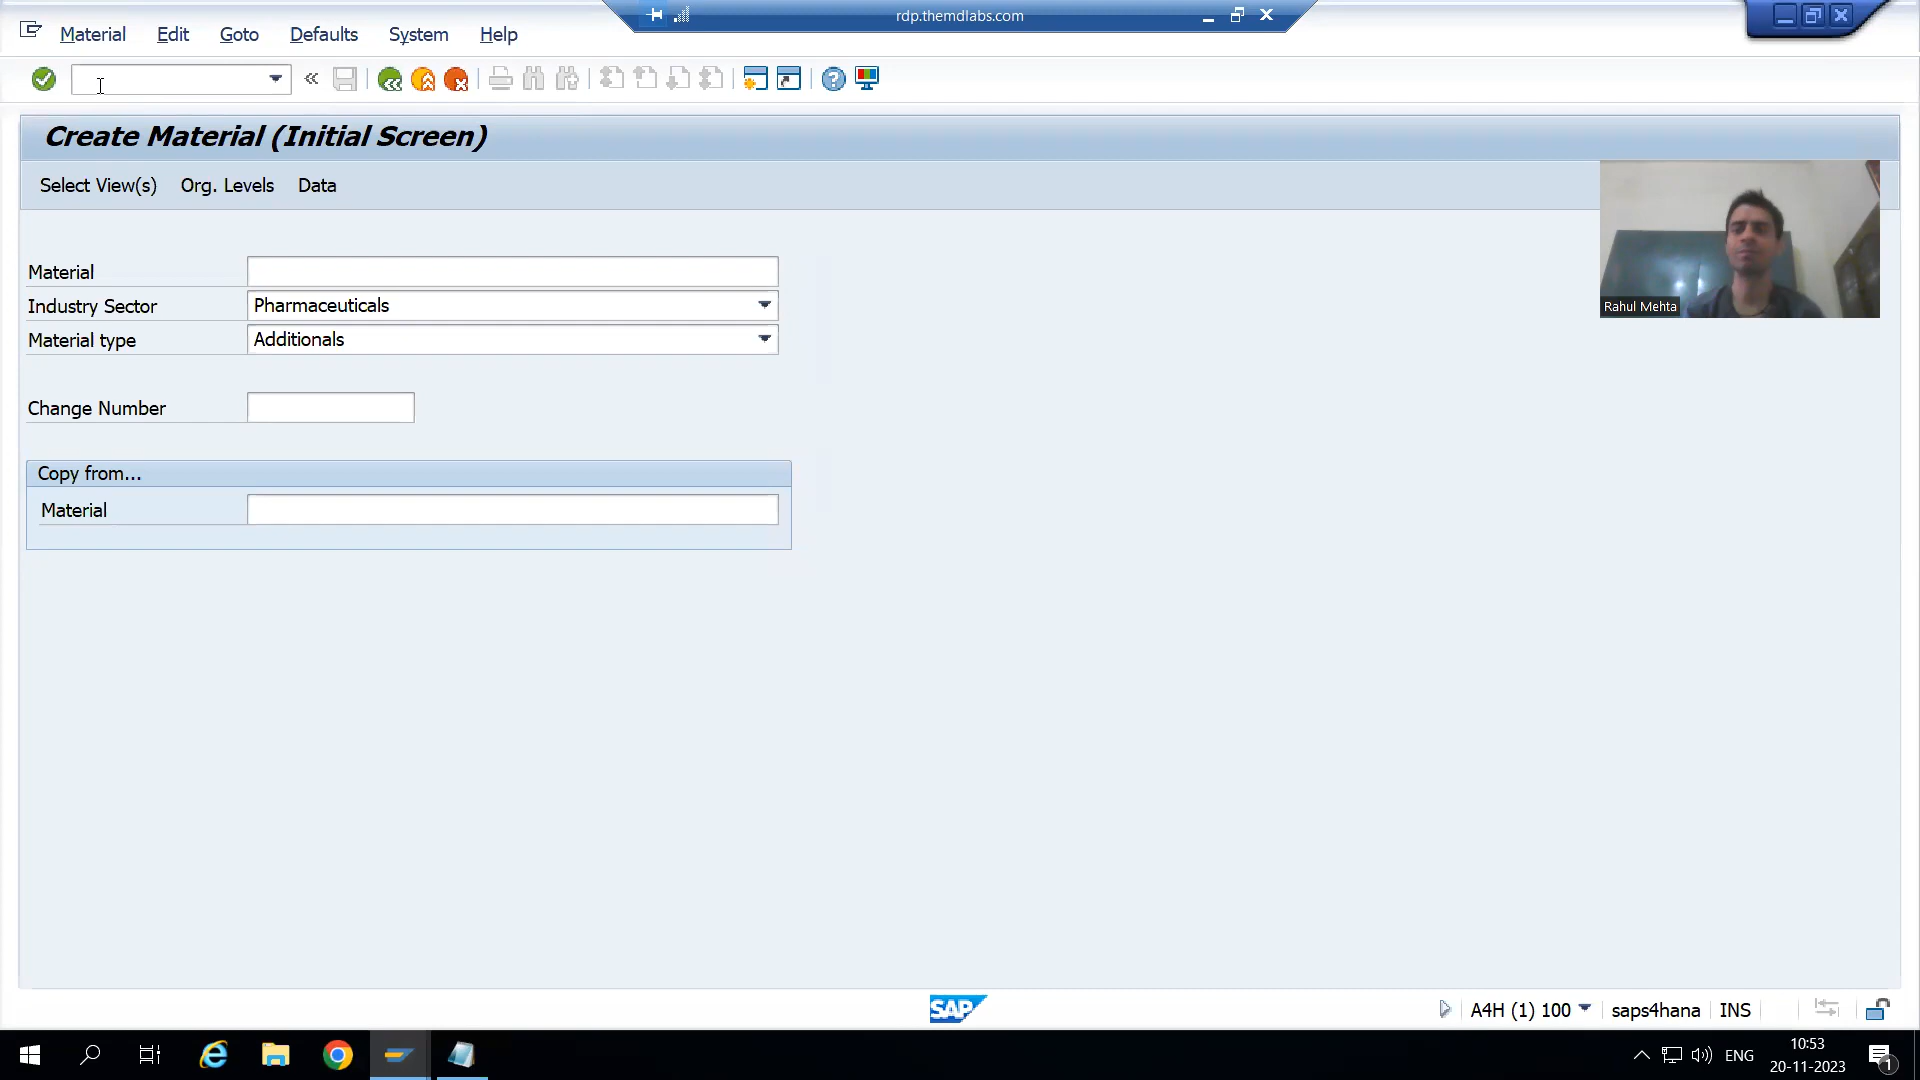 rdp.themdlabs.com
Material Edit Goto Defaults System Help
Create Material (Initial Screen)
Select View(s) Org. Levels Data
Material
Industry Sector Pharmaceuticals
Material type Additionals
Rahul Mehta
Change Number
Copy from...
Material
SAP A4H (1) 100 saps4hana INS
ENG 10:53
20-11-2023 1